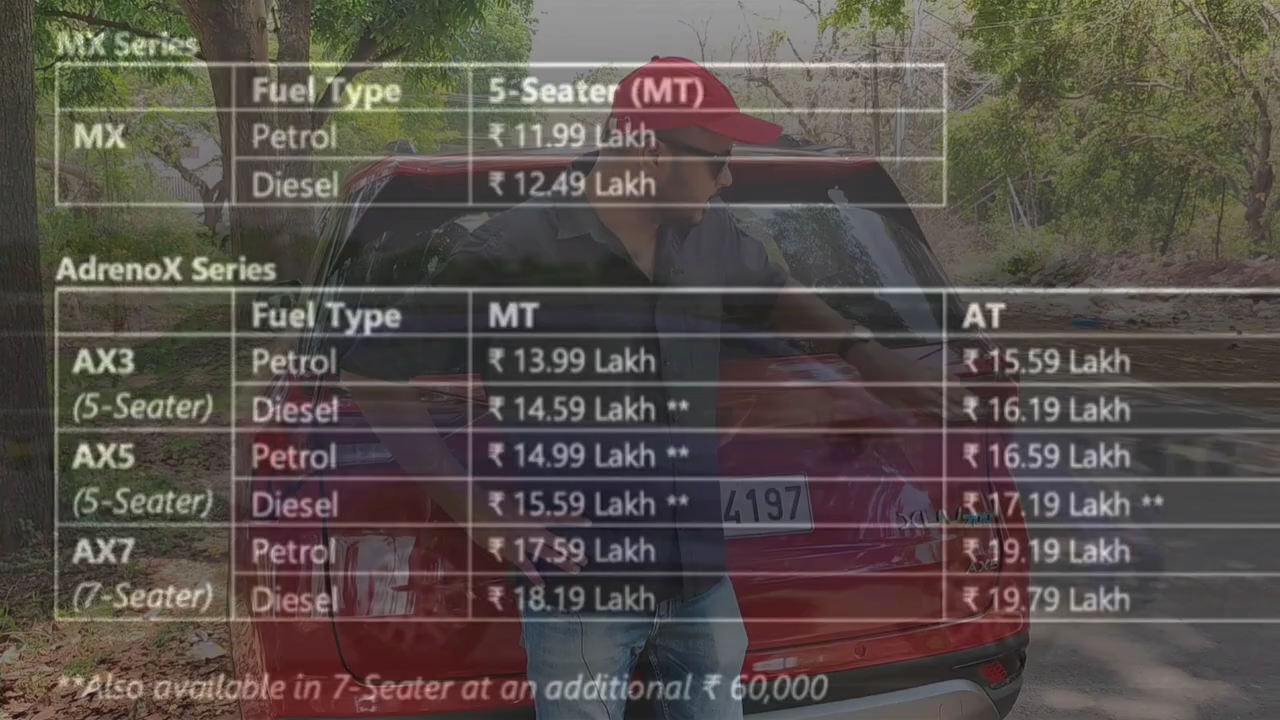 MX Series
Fuel Type 5-Seater (MT)
MX Petrol ₹ 11.99 Lakh
Diesel ₹ 12.49 Lakh
AdrenoX Series
Fuel Type MT AT
AX3 Petrol ₹ 13.99 Lakh ₹ 15.59 Lakh
(5-Seater) Diesel ₹ 14.59 Lakh ** ₹ 16.19 Lakh
AX5 Petrol ₹ 14.99 Lakh ** ₹ 16.59 Lakh
(5-Seater) Diesel ₹ 15.59 Lakh ** ₹ 17.19 Lakh **
4197
AX7 Petrol ₹ 17.59 Lakh ₹ 19.19 Lakh
(7-Seater) Diesel ₹ 18.19 Lakh ₹ 19.79 Lakh
**Also available in 7-Seater at an additional ₹ 60,000